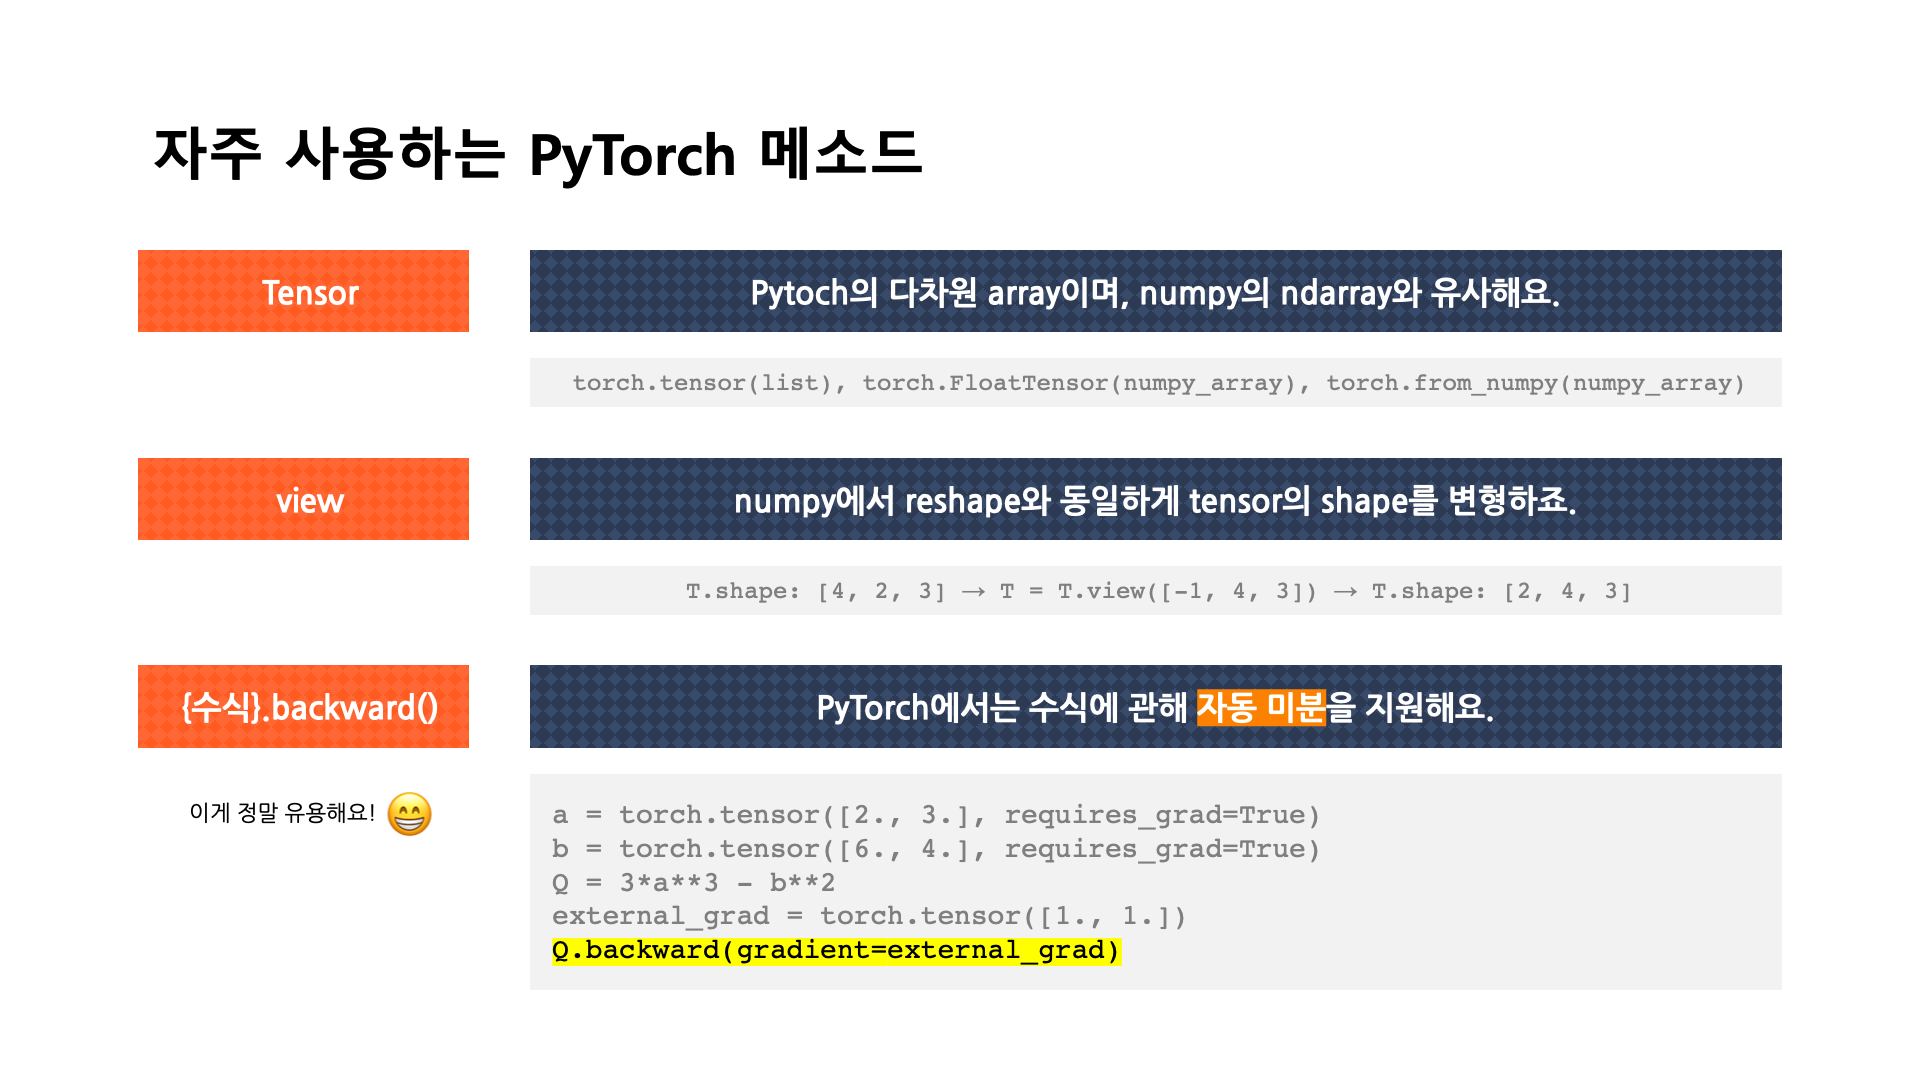 자주 사용하는 PyTorch 메소드
Tensor
Pytoch의 다차원 array이며, numpy의 ndarray와 유사해요.
torch.tensor(list), torch.FloatTensor(numpy_array), torch.from_numpy(numpy_array)
view
numpy에서 reshape와 동일하게 tensor의 shape를 변형하죠.
T.shape: [4, 2, 3] → T = T.view([-1, 4, 3]) → T.shape: [2, 4, 3]
{수식}.backward()
PyTorch에서는 수식에 관해 자동 미분을 지원해요.
이게 정말 유용해요! 😁
a = torch.tensor([2., 3.], requires_grad=True)
b = torch.tensor([6., 4.], requires_grad=True)
Q = 3*a**3 - b**2
external_grad = torch.tensor([1., 1.])
Q.backward(gradient=external_grad)